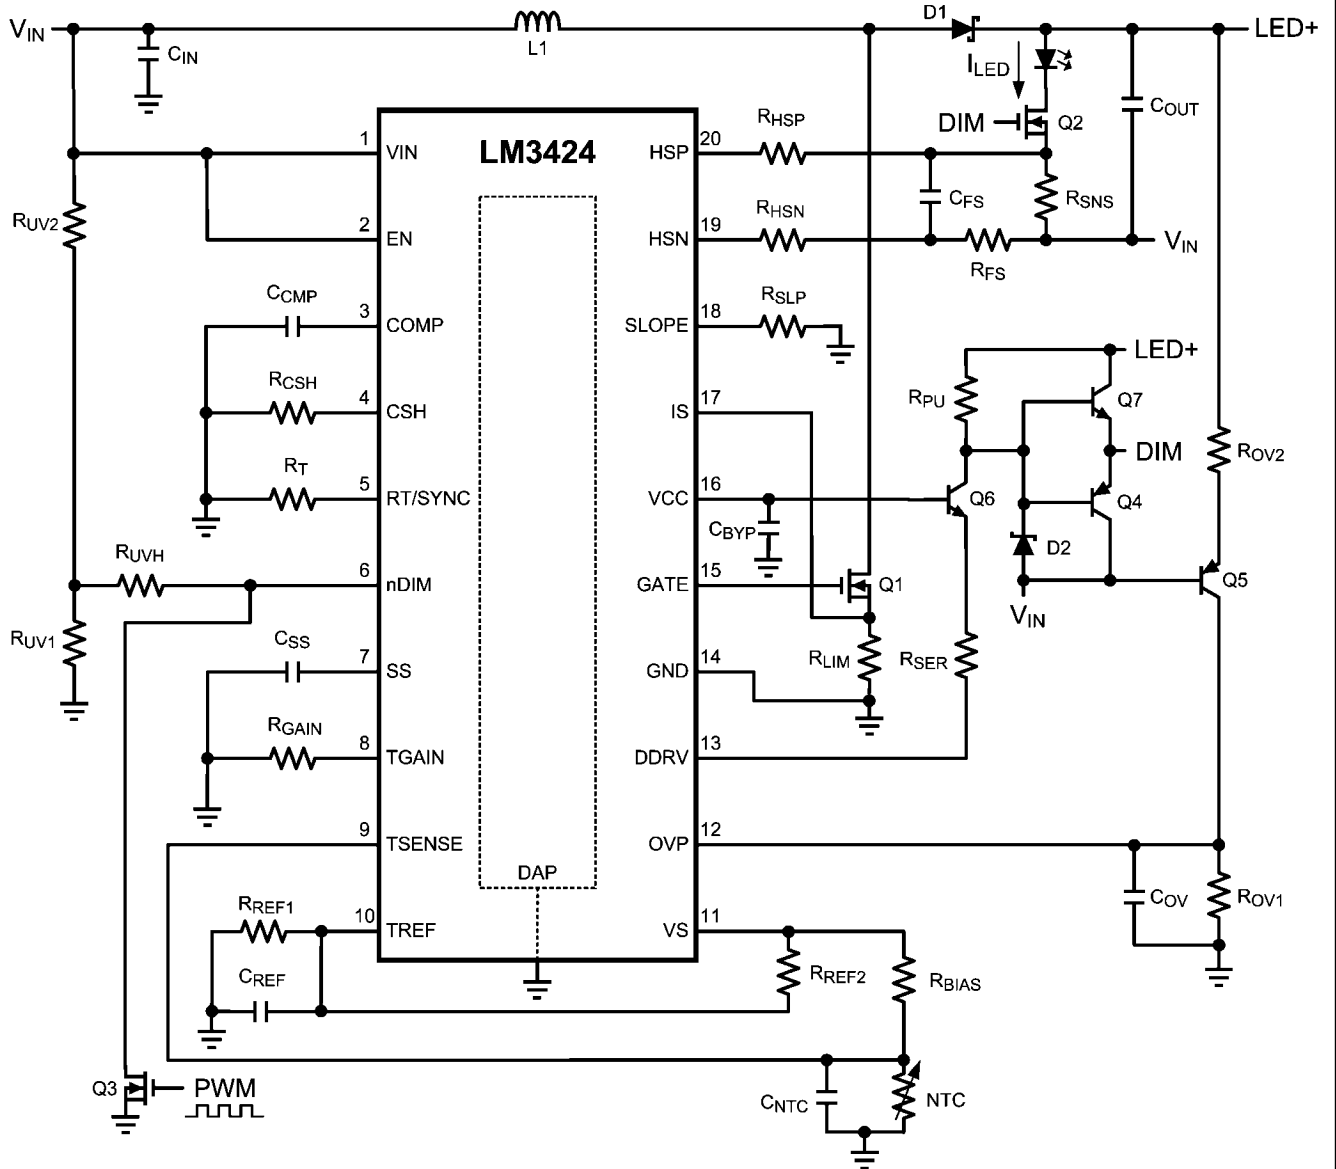 VIN
CIN
L1
D1
LED+
ILED
DIM
Q2
COUT
RHSP
CFS
RSNS
RHSN
RFS
VIN
LM3424
DAP
1 VIN
2 EN
3 COMP
4 CSH
5 RT/SYNC
6 nDIM
7 SS
8 TGAIN
9 TSENSE
10 TREF
HSP 20
HSN 19
SLOPE 18
IS 17
VCC 16
GATE 15
GND 14
DDRV 13
OVP 12
VS 11
RUV2
CCMP
RCSH
RT
RUVH
RUV1
CSS
RGAIN
RREF1
CREF
Q3
PWM
RSLP
LED+
RPU
Q7
DIM
ROV2
Q6
Q4
CBYP
D2
Q1
Q5
VIN
RLIM
RSER
COV
ROV1
RREF2
RBIAS
CNTC
NTC